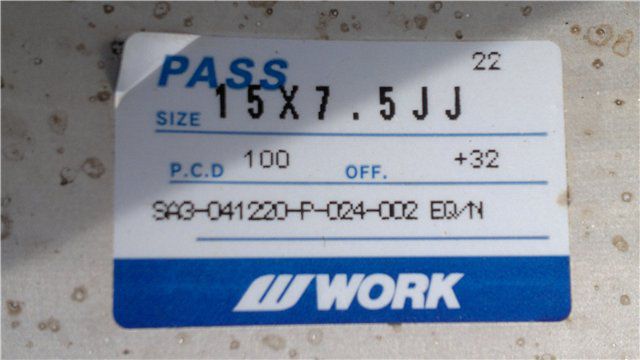 PASS 22
SIZE 15X7.5JJ
P.C.D 100 OFF. +32
SA3-041220-P-024-002 EQ/N
WORK